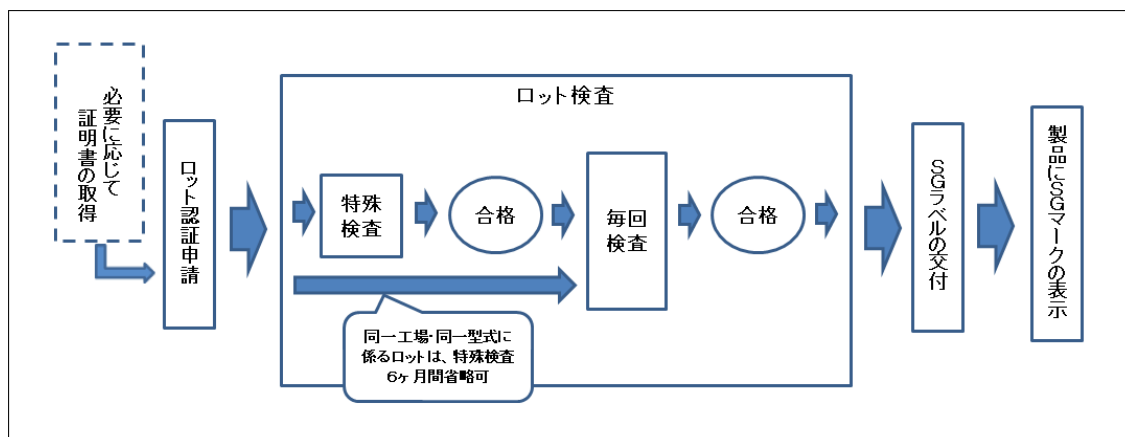 必要に応じて
証明書の取得
ロット認証申請
ロット検査
特殊
検査
合格
毎回
検査
合格
同一工場・同一型式に
係るロットは、特殊検査
6ヶ月間省略可
SGラベルの交付
製品にSGマークの表示